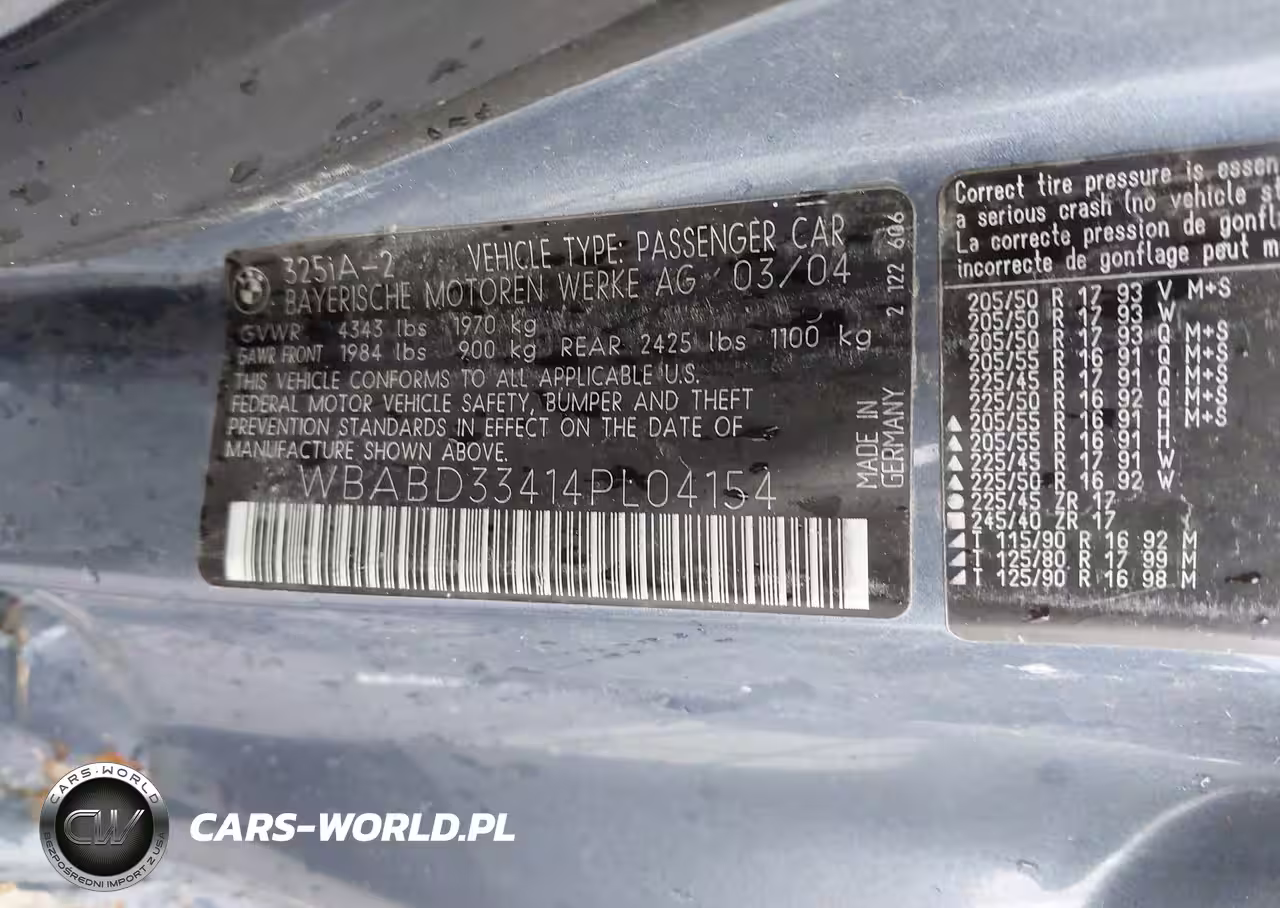 325iA-2 VEHICLE TYPE: PASSENGER CAR
BAYERISCHE MOTOREN WERKE AG 03/04
GVWR 4343 lbs 1970 kg
GAWR FRONT 1984 lbs 900 kg REAR 2425 lbs 1100 kg
THIS VEHICLE CONFORMS TO ALL APPLICABLE U.S.
FEDERAL MOTOR VEHICLE SAFETY, BUMPER AND THEFT
PREVENTION STANDARDS IN EFFECT ON THE DATE OF
MANUFACTURE SHOWN ABOVE.
WBABD33414PL04154
MADE IN
GERMANY
2 122 606
Correct tire pressure is essen
a serious crash (no vehicle s
La correcte pression de gonfl
incorrecte de gonflage peut m
205/50 R 17 93 V M+S
205/50 R 17 93 W
205/50 R 17 93 Q M+S
205/55 R 16 91 Q M+S
225/45 R 17 91 Q M+S
225/50 R 16 92 Q M+S
205/55 R 16 91 H M+S
205/55 R 16 91 H
225/45 R 17 91 W
225/50 R 16 92 W
225/45 ZR 17
245/40 ZR 17
T 115/90 R 16 92 M
T 125/80 R 17 99 M
T 125/90 R 16 98 M
CARS-WORLD
CW
BEZPOŚREDNI IMPORT Z USA
CARS-WORLD.PL